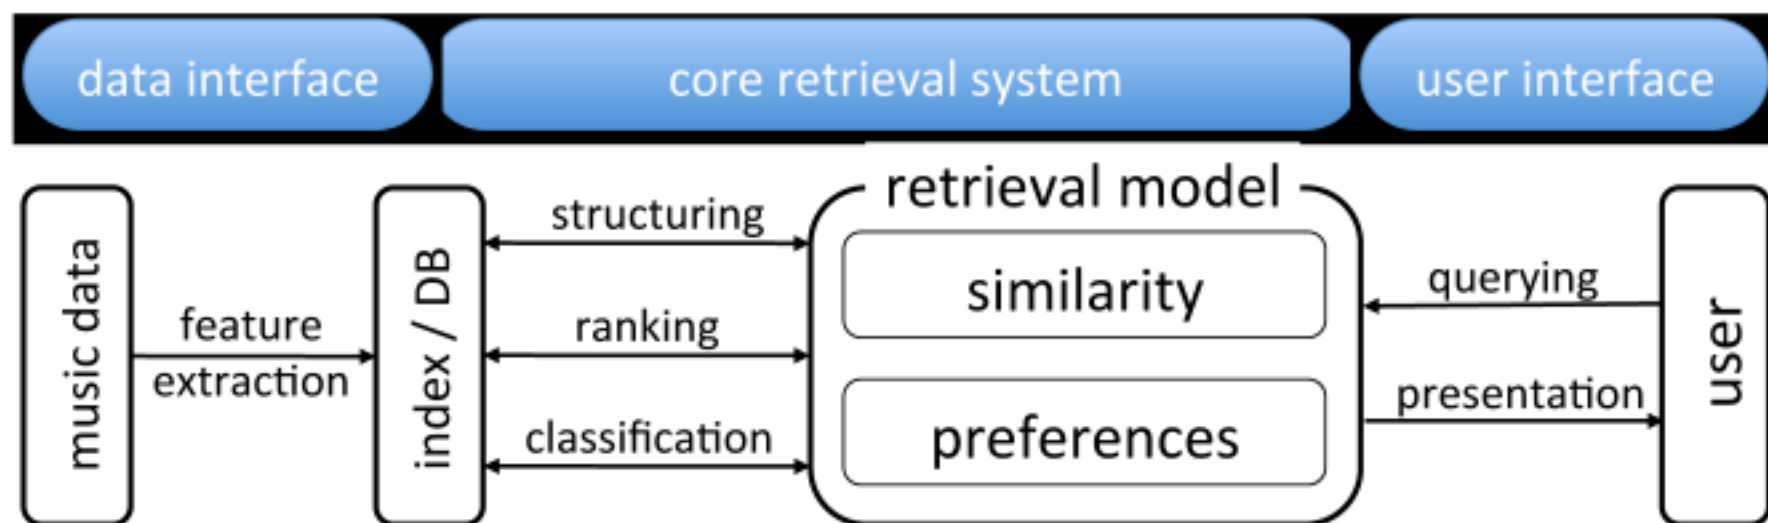 data interface
core retrieval system
user interface
music data
feature
extraction
index / DB
structuring
ranking
classification
retrieval model
similarity
preferences
querying
presentation
user